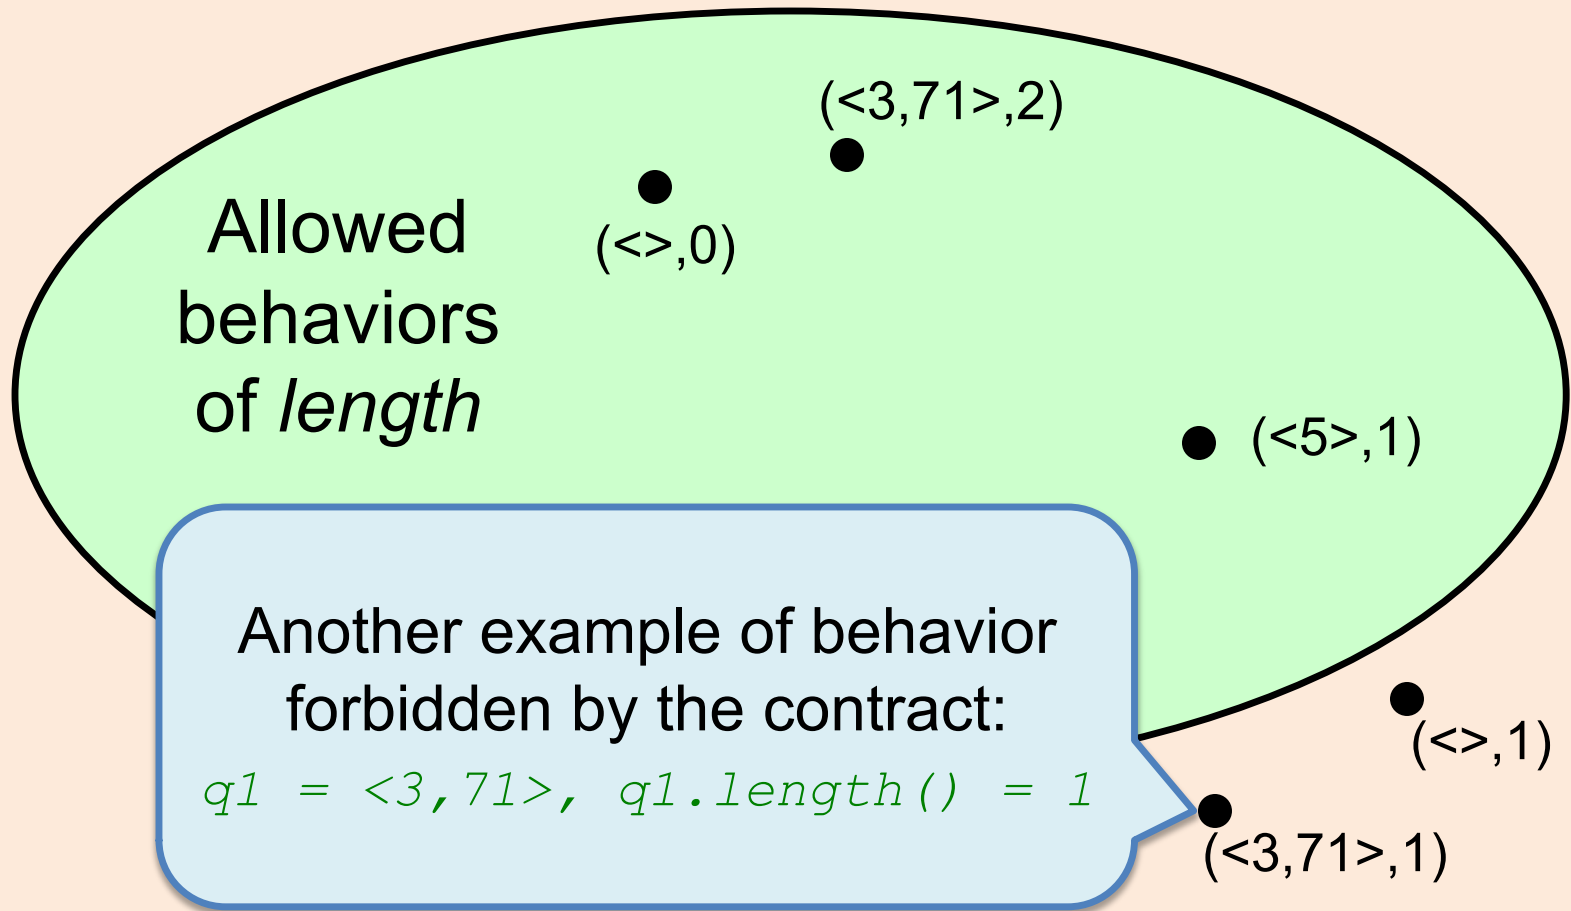 (<3,71>,2)
(<>,0)
Allowed
behaviors
of length
(<5>,1)
Another example of behavior
forbidden by the contract:
q1 = <3,71>, q1.length() = 1
(<>,1)
(<3,71>,1)